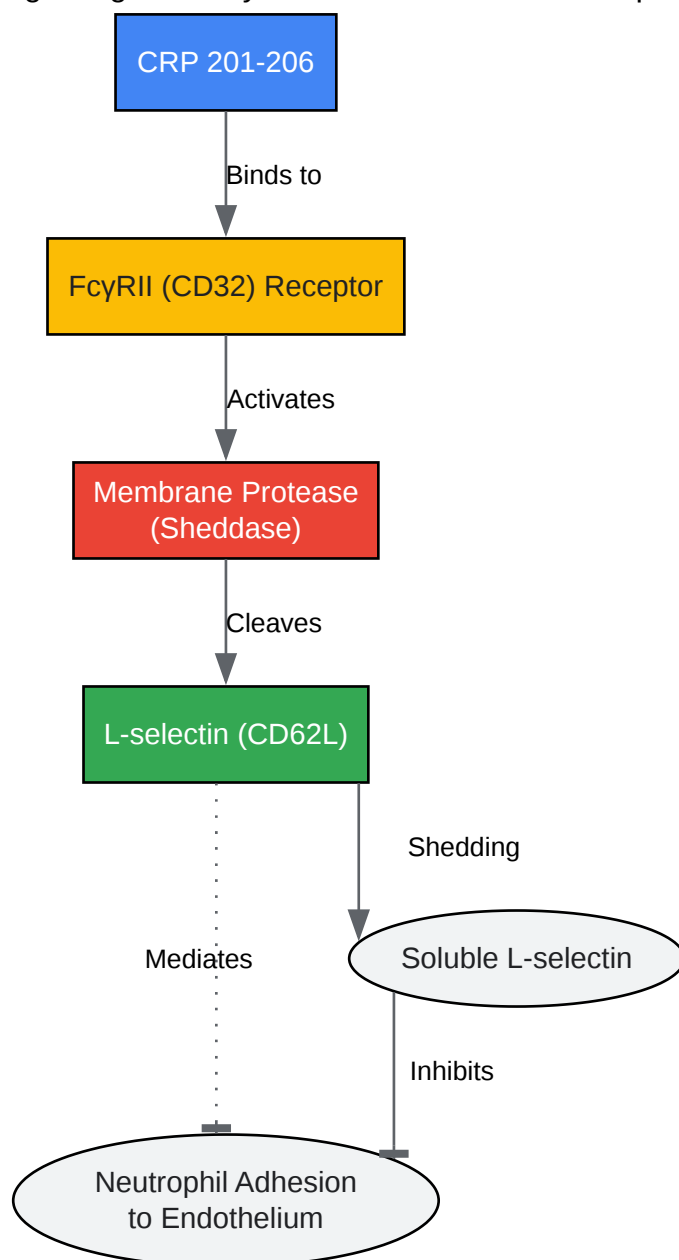 CRP 201-206
Binds to
FcγRII (CD32) Receptor
Activates
Membrane Protease
(Sheddase)
Cleaves
L-selectin (CD62L)
Shedding
Mediates
Soluble L-selectin
Inhibits
Neutrophil Adhesion
to Endothelium